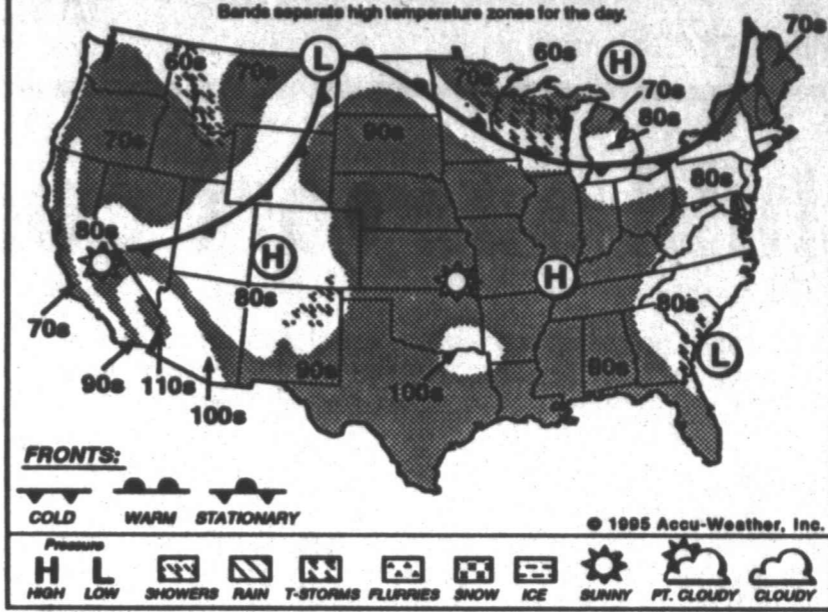 Bands separate high temperature zones for the day.
70s
60s
L
60s
H
70s
70s
70s
80s
90s
70s
80s
80s
H
H
80s
80s
70s
L
90s
110s
100s
90s
100s
90s
FRONTS:
COLD WARM STATIONARY
© 1995 Accu-Weather, Inc.
Pressure
H L
HIGH LOW SHOWERS RAIN T-STORMS FLURRIES SNOW ICE SUNNY PT. CLOUDY CLOUDY